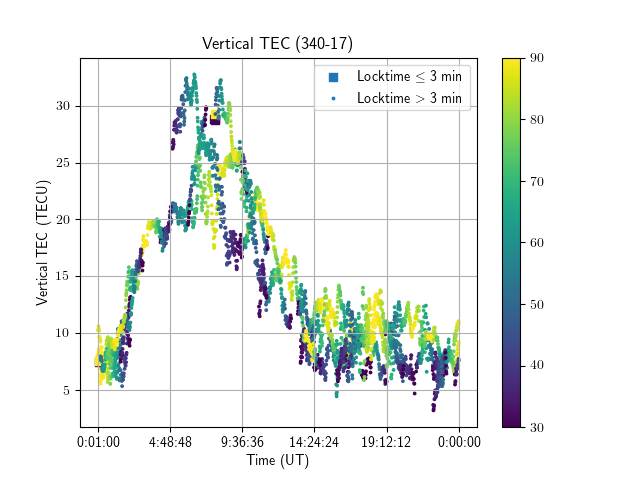 Vertical TEC (340-17)
Locktime ≤ 3 min
Locktime > 3 min
Vertical TEC (TECU)
30
25
20
15
10
5
0:01:00 4:48:48 9:36:36 14:24:24 19:12:12 0:00:00
Time (UT)
90
80
70
60
50
40
30